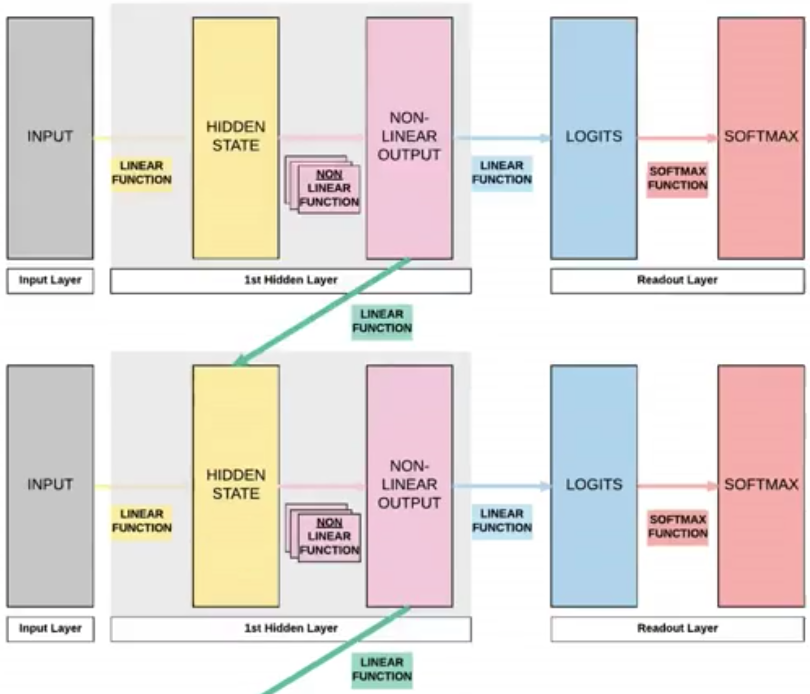 INPUT
LINEAR
FUNCTION
HIDDEN
STATE
NON
LINEAR
FUNCTION
NON-
LINEAR
OUTPUT
LINEAR
FUNCTION
LOGITS
SOFTMAX
FUNCTION
SOFTMAX
Input Layer
1st Hidden Layer
Readout Layer
LINEAR
FUNCTION
INPUT
LINEAR
FUNCTION
HIDDEN
STATE
NON
LINEAR
FUNCTION
NON-
LINEAR
OUTPUT
LINEAR
FUNCTION
LOGITS
SOFTMAX
FUNCTION
SOFTMAX
Input Layer
1st Hidden Layer
Readout Layer
LINEAR
FUNCTION